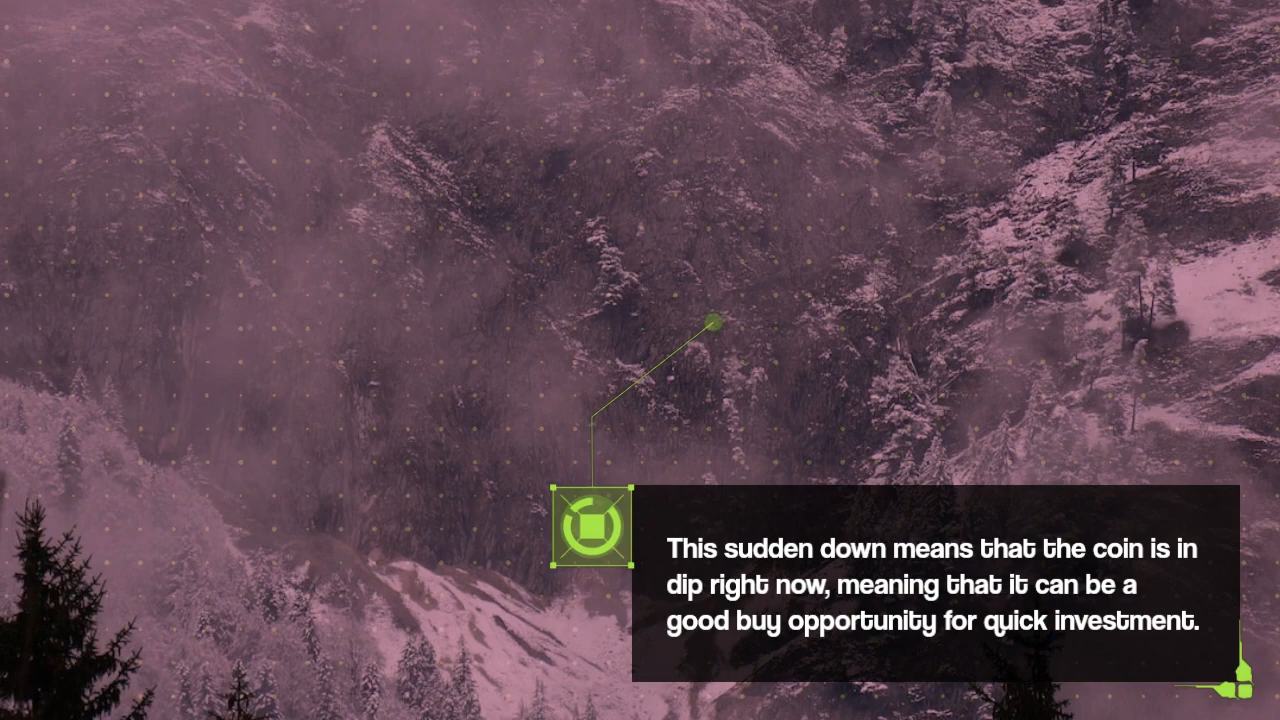 This sudden down means that the coin is in
dip right now, meaning that it can be a
good buy opportunity for quick investment.